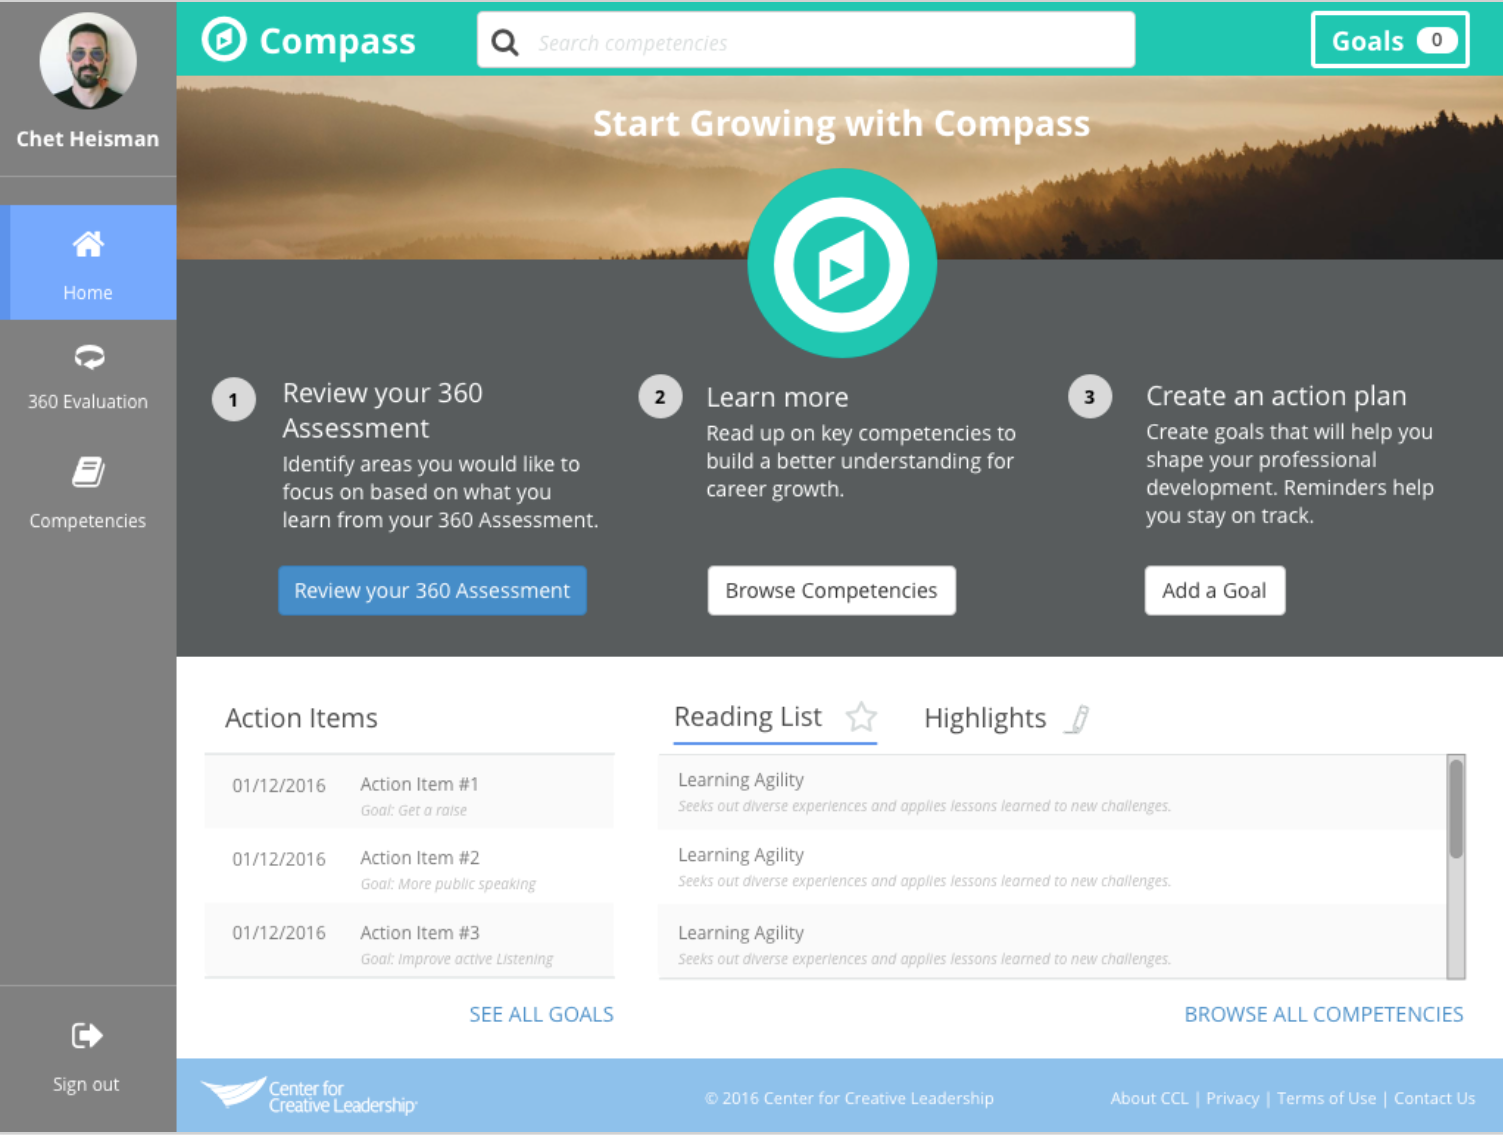 Chet Heisman
Home
360 Evaluation
Competencies
Sign out
Compass
Search competencies
Goals 0
Start Growing with Compass
1
Review your 360
Assessment
Identify areas you would like to
focus on based on what you
learn from your 360 Assessment.
Review your 360 Assessment
2
Learn more
Read up on key competencies to
build a better understanding for
career growth.
Browse Competencies
3
Create an action plan
Create goals that will help you
shape your professional
development. Reminders help
you stay on track.
Add a Goal
Action Items
01/12/2016 Action Item #1
Goal: Get a raise
01/12/2016 Action Item #2
Goal: More public speaking
01/12/2016 Action Item #3
Goal: Improve active Listening
SEE ALL GOALS
Reading List
Highlights
Learning Agility
Seeks out diverse experiences and applies lessons learned to new challenges.
Learning Agility
Seeks out diverse experiences and applies lessons learned to new challenges.
Learning Agility
Seeks out diverse experiences and applies lessons learned to new challenges.
BROWSE ALL COMPETENCIES
Center for
Creative Leadership
© 2016 Center for Creative Leadership
About CCL | Privacy | Terms of Use | Contact Us